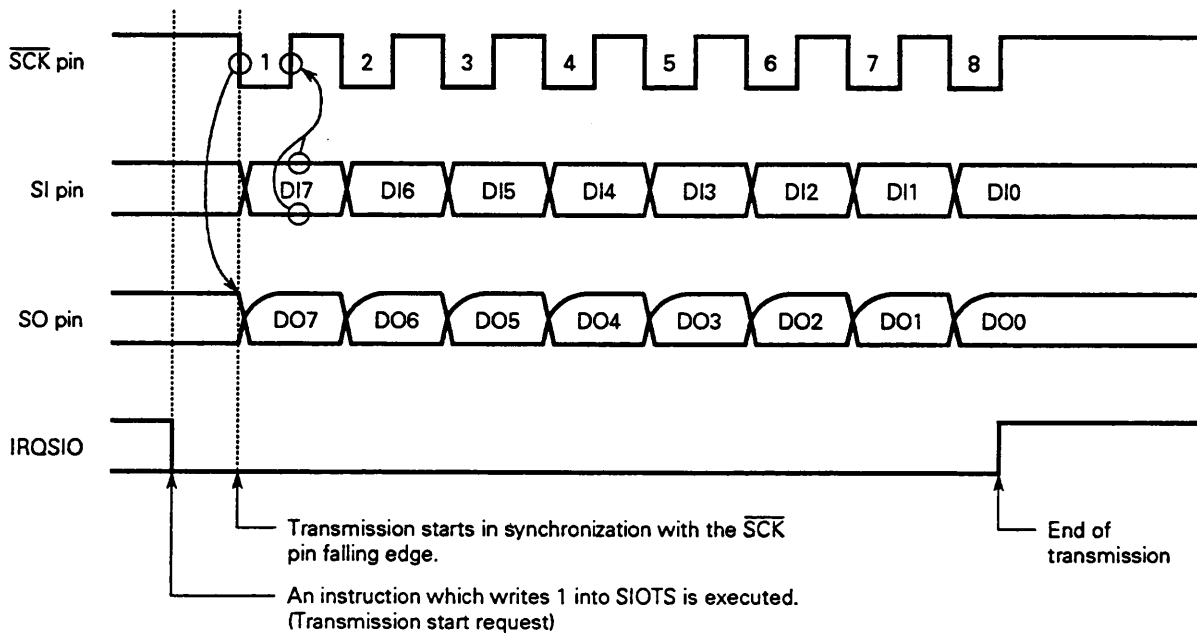 SCK pin
1 2 3 4 5 6 7 8
SI pin
DI7 DI6 DI5 DI4 DI3 DI2 DI1 DI0
SO pin
DO7 DO6 DO5 DO4 DO3 DO2 DO1 DO0
IRQSIO
Transmission starts in synchronization with the SCK
pin falling edge.
End of
transmission
An instruction which writes 1 into SIOTS is executed.
(Transmission start request)